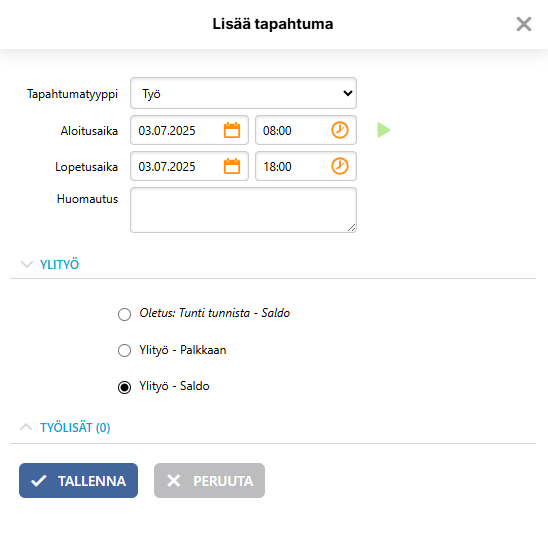 Lisää tapahtuma
Tapahtumatyyppi Työ
Aloitusaika 03.07.2025 08:00
Lopetusaika 03.07.2025 18:00
Huomautus
YLITYÖ
Oletus: Tunti tunnista - Saldo
Ylityö - Palkkaan
Ylityö - Saldo
TYÖLISÄT (0)
TALLENNA PERUUTA